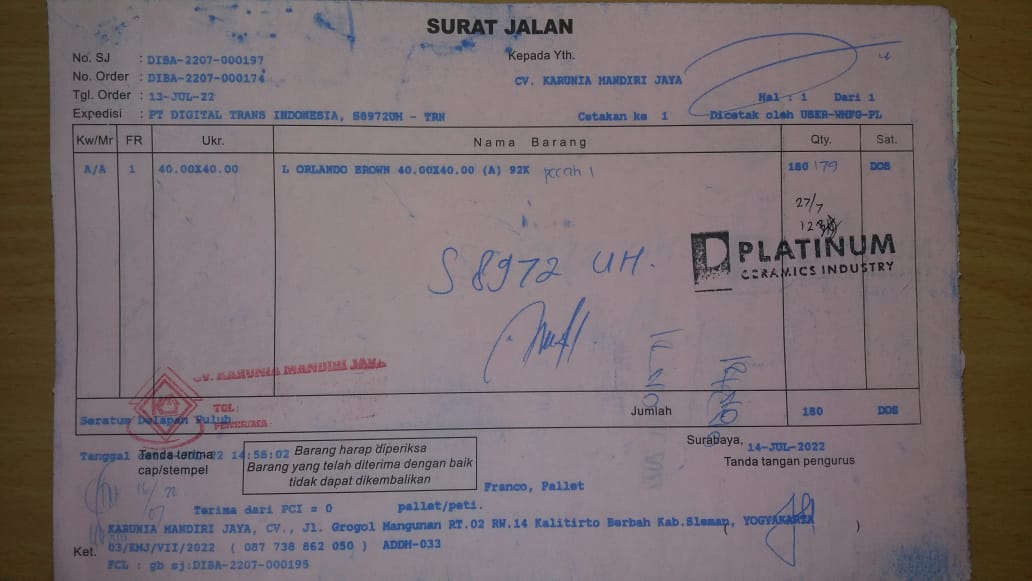 SURAT JALAN
No. SJ : DIBA-2207-000197
Kepada Yth.
No. Order : DIBA-2207-000174
CV. KARUNIA MANDIRI JAYA
Tgl. Order : 13-JUL-22
Hal : 1 Dari 1
Expedisi : PT DIGITAL TRANS INDONESIA, S8972UH - TRN
Cetakan ke 1 Dicetak oleh USER-WHFG-PL
Kw/Mr FR Ukr. Nama Barang Qty. Sat.
A/A 1 40.00X40.00 L ORLANDO BROWN 40.00X40.00 (A) 92K pecah 1 180 179 DOS
27/7
PLATINUM
CERAMICS INDUSTRY
S 8972 UH.
CV. KARUNIA MANDIRI JAYA
TGL:
PENERIMA
Seratus Delapan Puluh
Jumlah 180 DOS
Surabaya, 14-JUL-2022
Tanggal 22 14:58:02
Tanda terima
cap/stempel
Barang harap diperiksa
Barang yang telah diterima dengan baik
tidak dapat dikembalikan
Tanda tangan pengurus
Franco, Pallet
16/07 22
Terima dari PCI = 0 pallet/peti.
KARUNIA MANDIRI JAYA, CV., Jl. Grogol Mangunan RT.02 RW.14 Kalitirto Berbah Kab.Sleman, YOGYAKARTA
( )
Ket. 03/KMJ/VII/2022 ( 087 738 862 050 ) ADDH-033
FCL : gb sj:DIBA-2207-000195